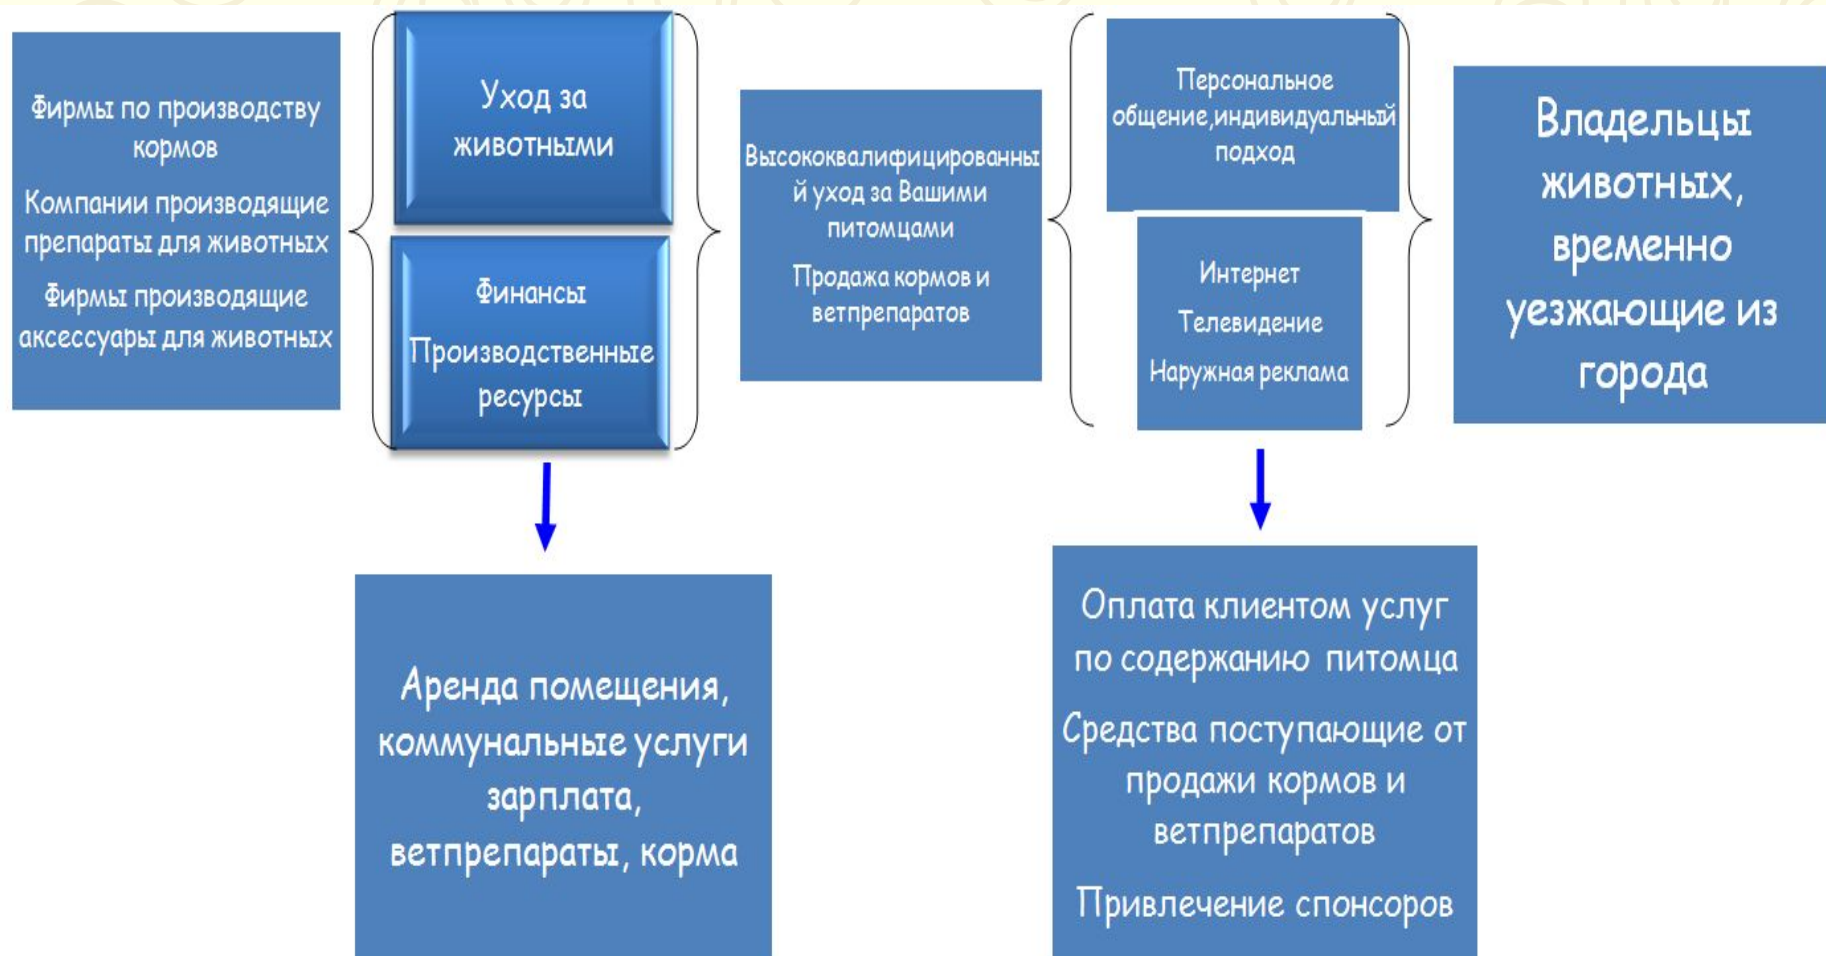 Фирмы по производству
кормов
Компании производящие
препараты для животных
Фирмы производящие
аксессуары для животных
Уход за
животными
Финансы
Производственные
ресурсы
Высококвалифицированны
й уход за Вашими
питомцами
Продажа кормов и
ветпрепаратов
Персональное
общение,индивидуальный
подход
Интернет
Телевидение
Наружная реклама
Владельцы
животных,
временно
уезжающие из
города
Аренда помещения,
коммунальные услуги
зарплата,
ветпрепараты, корма
Оплата клиентом услуг
по содержанию питомца
Средства поступающие от
продажи кормов и
ветпрепаратов
Привлечение спонсоров